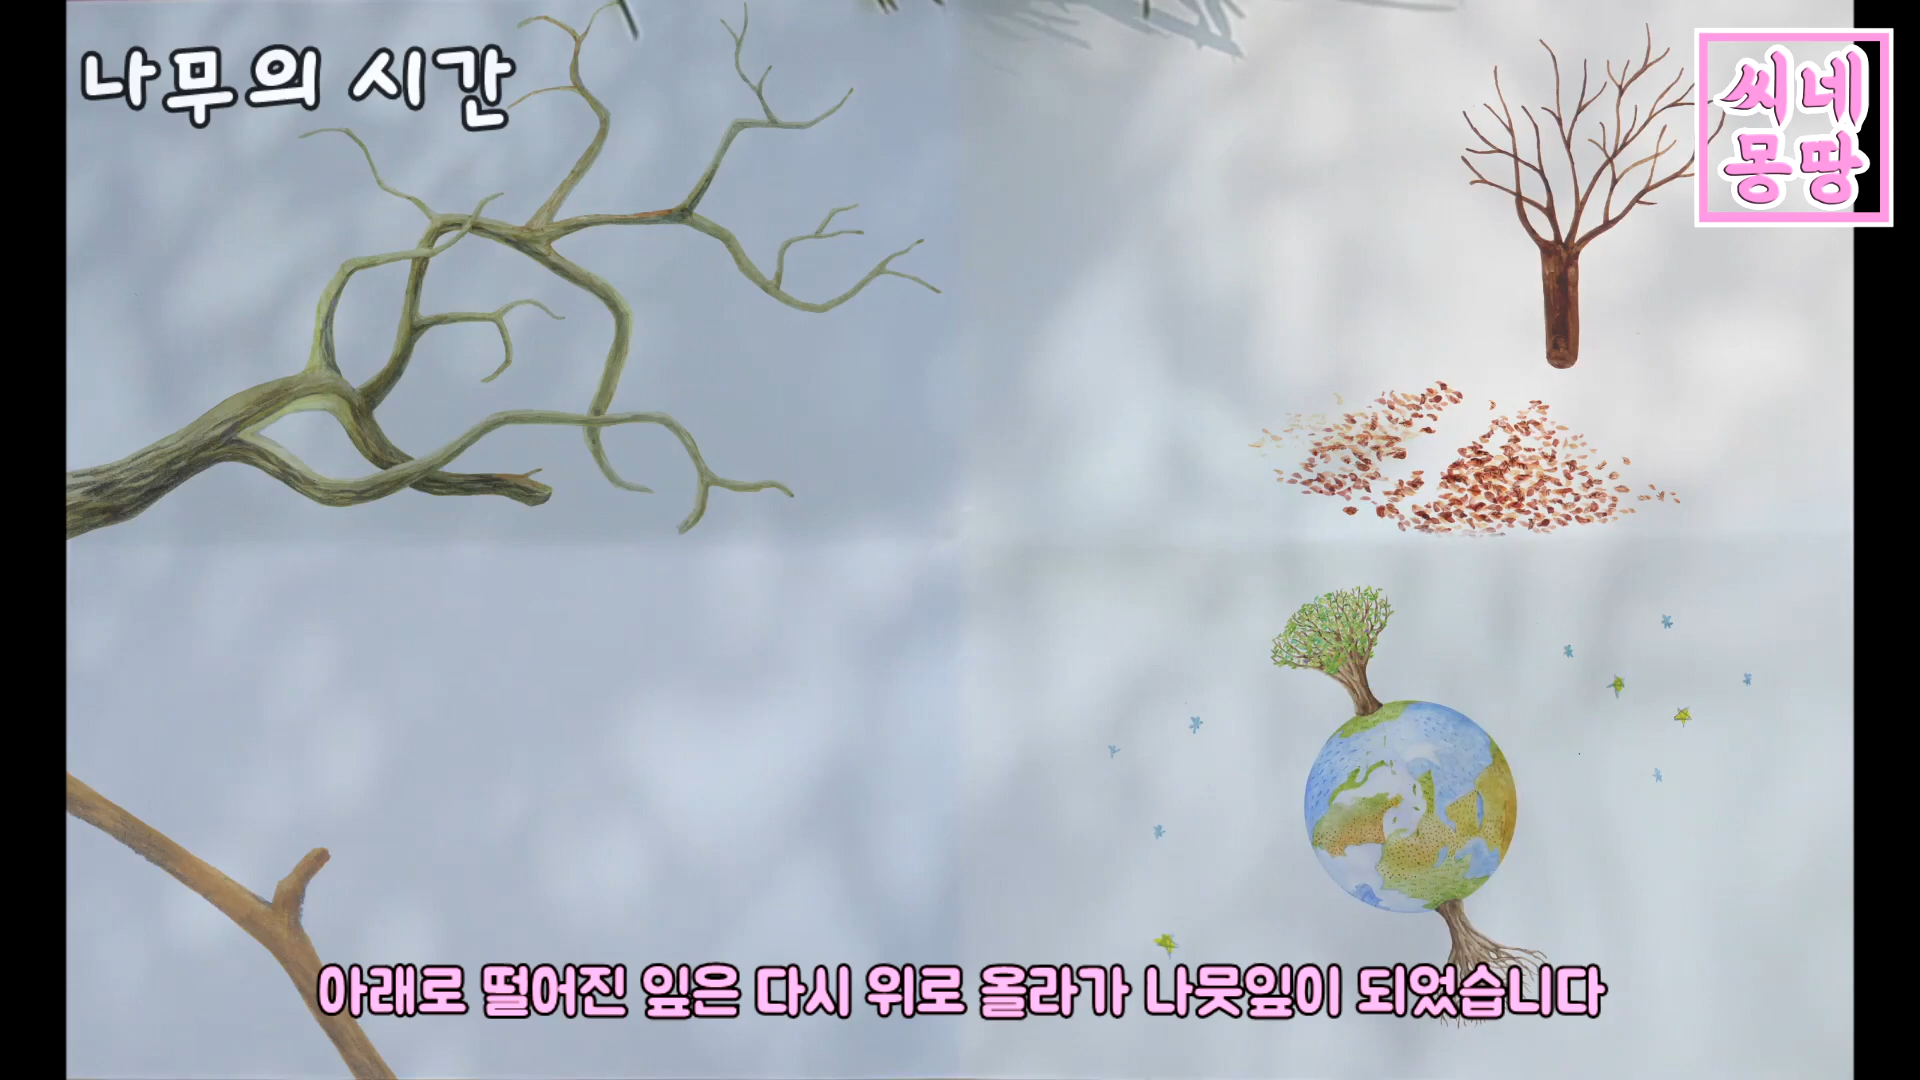 나무의 시간
씨네
몽땅
아래로 떨어진 잎은 다시 위로 올라가 나뭇잎이 되었습니다